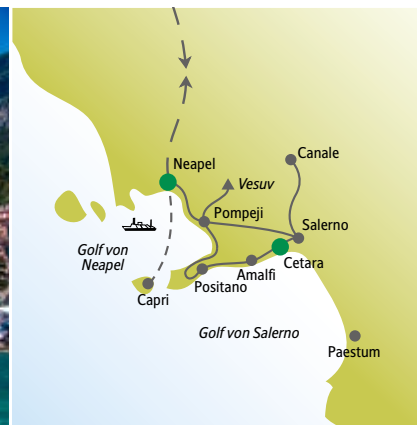 Neapel
Canale
Vesuv
Pompeji
Salerno
Golf von
Neapel
Cetara
Amalfi
Positano
Capri
Golf von Salerno
Paestum